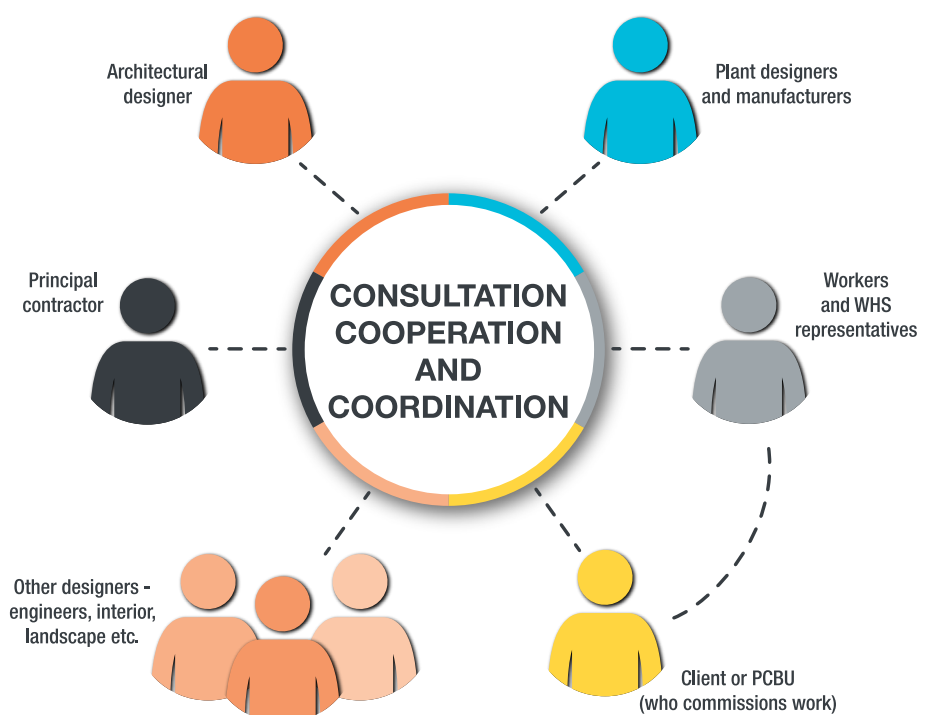 Architectural
designer
Plant designers
and manufacturers
Principal
contractor
CONSULTATION
COOPERATION
AND
COORDINATION
Workers
and WHS
representatives
Other designers -
engineers, interior,
landscape etc.
Client or PCBU
(who commissions work)